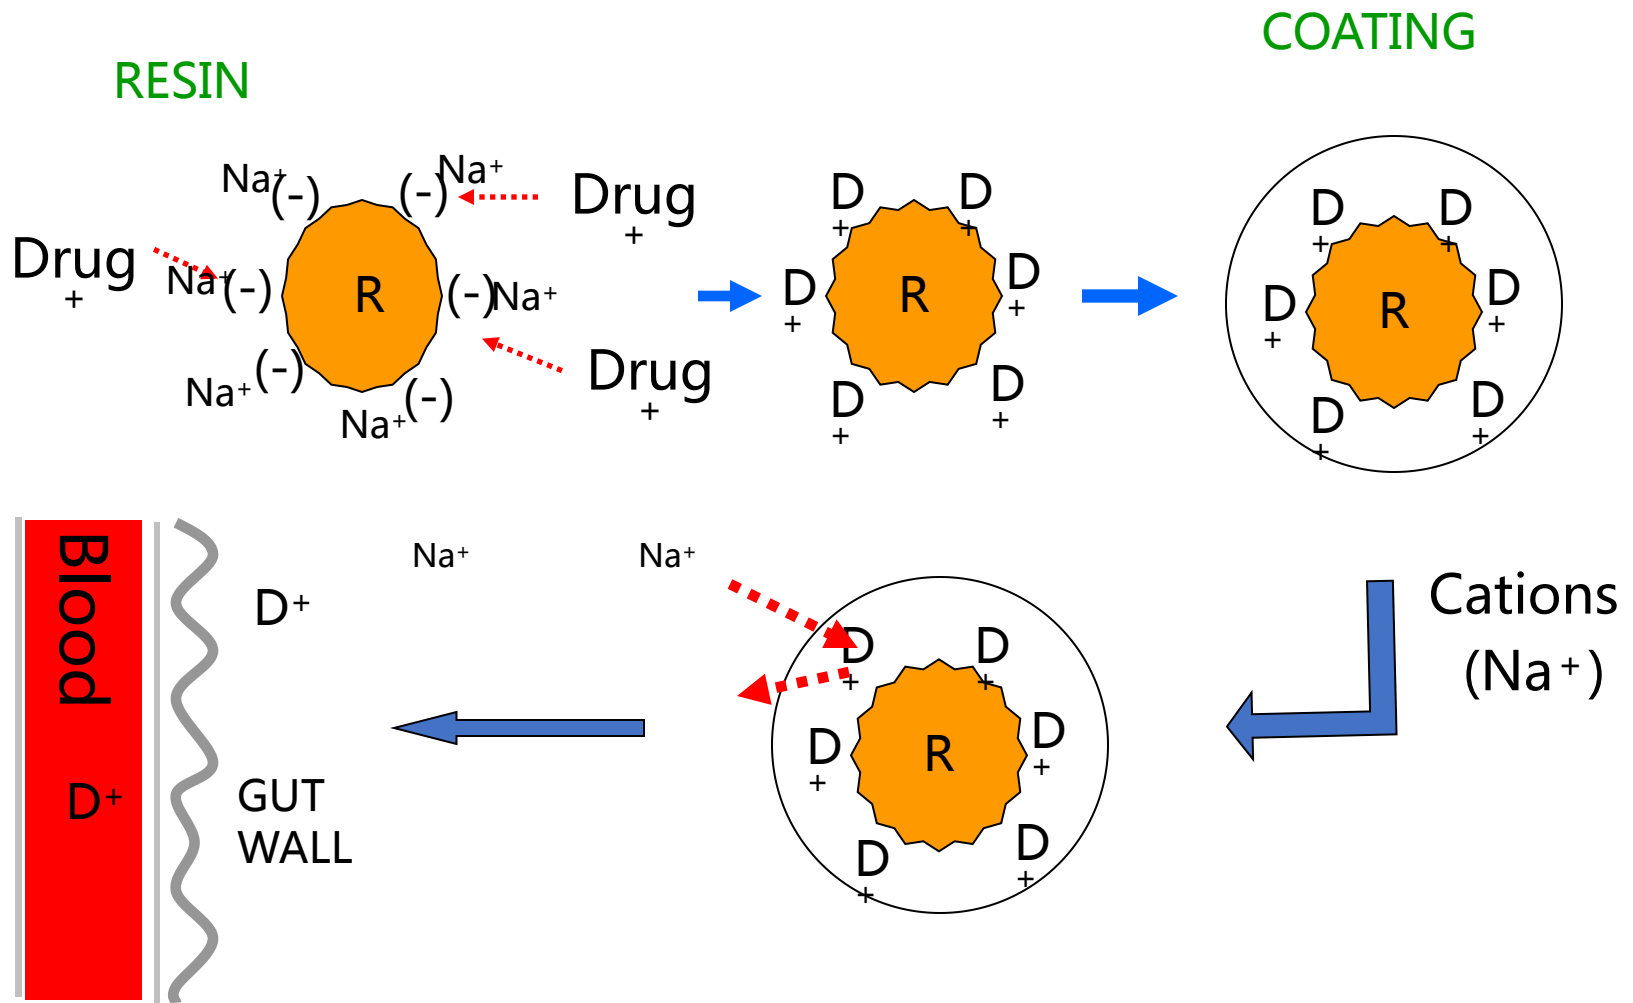 COATING
RESIN
Na+
(-)
(-)
Na+
Drug
+
Drug
+
Na+
(-)
R
(-)
Na+
Na+
(-)
Na+
(-)
Drug
+
D
+
D
+
D
+
R
D
+
D
+
D
+
D
+
D
+
D
+
R
D
+
D
+
D
+
Blood
D+
D+
GUT
WALL
Na+
Na+
D
+
D
+
D
+
R
D
+
D
+
D
+
Cations
(Na+)